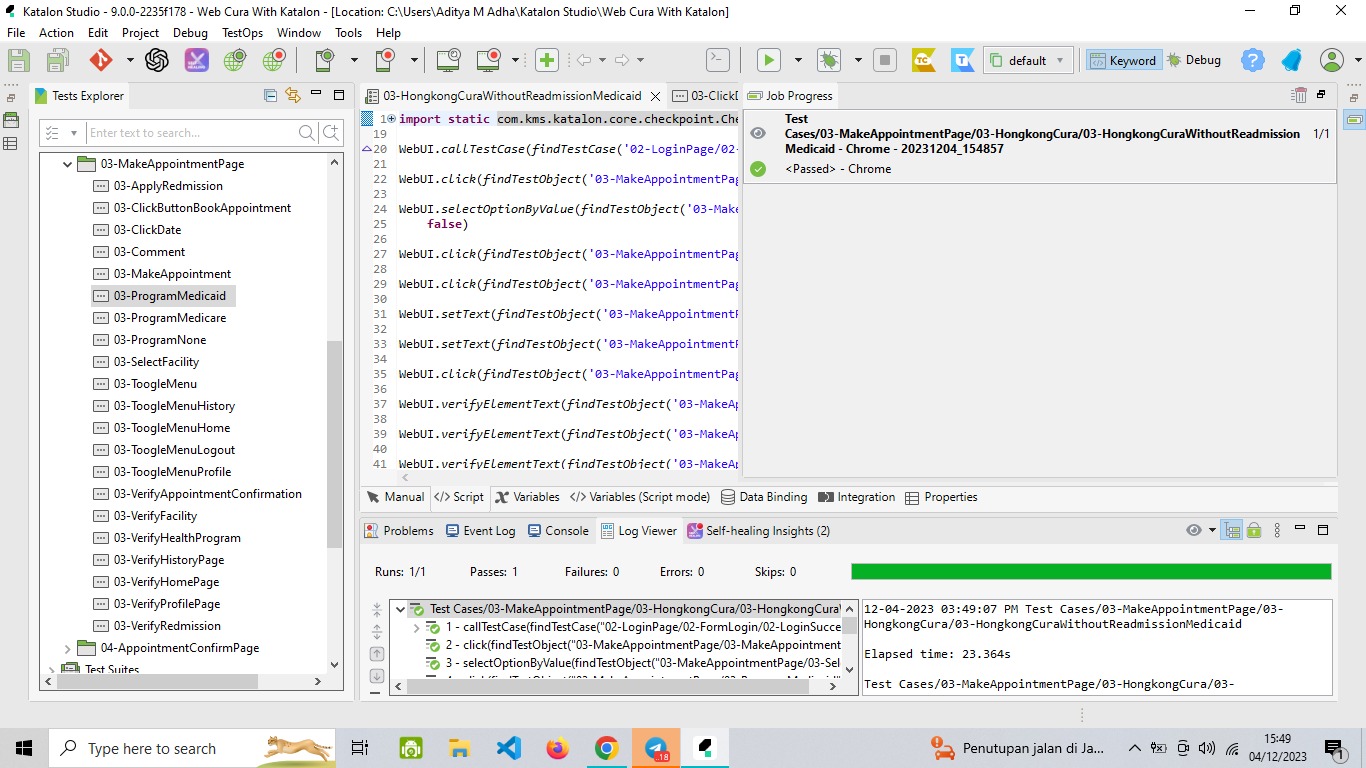 Katalon Studio - 9.0.0-2235f178 - Web Cura With Katalon - [Location: C:\Users\Aditya M Adha\Katalon Studio\Web Cura With Katalon]
File Action Edit Project Debug TestOps Window Tools Help
default
Keyword
Debug
Tests Explorer
Enter text to search...
03-MakeAppointmentPage
03-ApplyRedmission
03-ClickButtonBookAppointment
03-ClickDate
03-Comment
03-MakeAppointment
03-ProgramMedicaid
03-ProgramMedicare
03-ProgramNone
03-SelectFacility
03-ToogleMenu
03-ToogleMenuHistory
03-ToogleMenuHome
03-ToogleMenuLogout
03-ToogleMenuProfile
03-VerifyAppointmentConfirmation
03-VerifyFacility
03-VerifyHealthProgram
03-VerifyHistoryPage
03-VerifyHomePage
03-VerifyProfilePage
03-VerifyRedmission
04-AppointmentConfirmPage
Test Suites
03-HongkongCuraWithoutReadmissionMedicaid
03-ClickD
1 import static com.kms.katalon.core.checkpoint.Che
19
20 WebUI.callTestCase(findTestCase('02-LoginPage/02-
21
22 WebUI.click(findTestObject('03-MakeAppointmentPag
23
24 WebUI.selectOptionByValue(findTestObject('03-Make
25 false)
26
27 WebUI.click(findTestObject('03-MakeAppointmentPag
28
29 WebUI.click(findTestObject('03-MakeAppointmentPag
30
31 WebUI.setText(findTestObject('03-MakeAppointmentP
32
33 WebUI.setText(findTestObject('03-MakeAppointmentP
34
35 WebUI.click(findTestObject('03-MakeAppointmentPag
36
37 WebUI.verifyElementText(findTestObject('03-MakeAp
38
39 WebUI.verifyElementText(findTestObject('03-MakeAp
40
41 WebUI.verifyElementText(findTestObject('03-MakeAp
Job Progress
Test
Cases/03-MakeAppointmentPage/03-HongkongCura/03-HongkongCuraWithoutReadmission
Medicaid - Chrome - 20231204_154857
1/1
<Passed> - Chrome
Manual </> Script Variables </> Variables (Script mode) Data Binding Integration Properties
Problems Event Log Console Log Viewer Self-healing Insights (2)
Runs: 1/1 Passes: 1 Failures: 0 Errors: 0 Skips: 0
Test Cases/03-MakeAppointmentPage/03-HongkongCura/03-HongkongCuraW
1 - callTestCase(findTestCase("02-LoginPage/02-FormLogin/02-LoginSucce
2 - click(findTestObject("03-MakeAppointmentPage/03-MakeAppointment
3 - selectOptionByValue(findTestObject("03-MakeAppointmentPage/03-Sel
12-04-2023 03:49:07 PM Test Cases/03-MakeAppointmentPage/03-
HongkongCura/03-HongkongCuraWithoutReadmissionMedicaid
Elapsed time: 23.364s
Test Cases/03-MakeAppointmentPage/03-HongkongCura/03-
Type here to search
18
Penutupan jalan di Ja...
15:49
04/12/2023
1